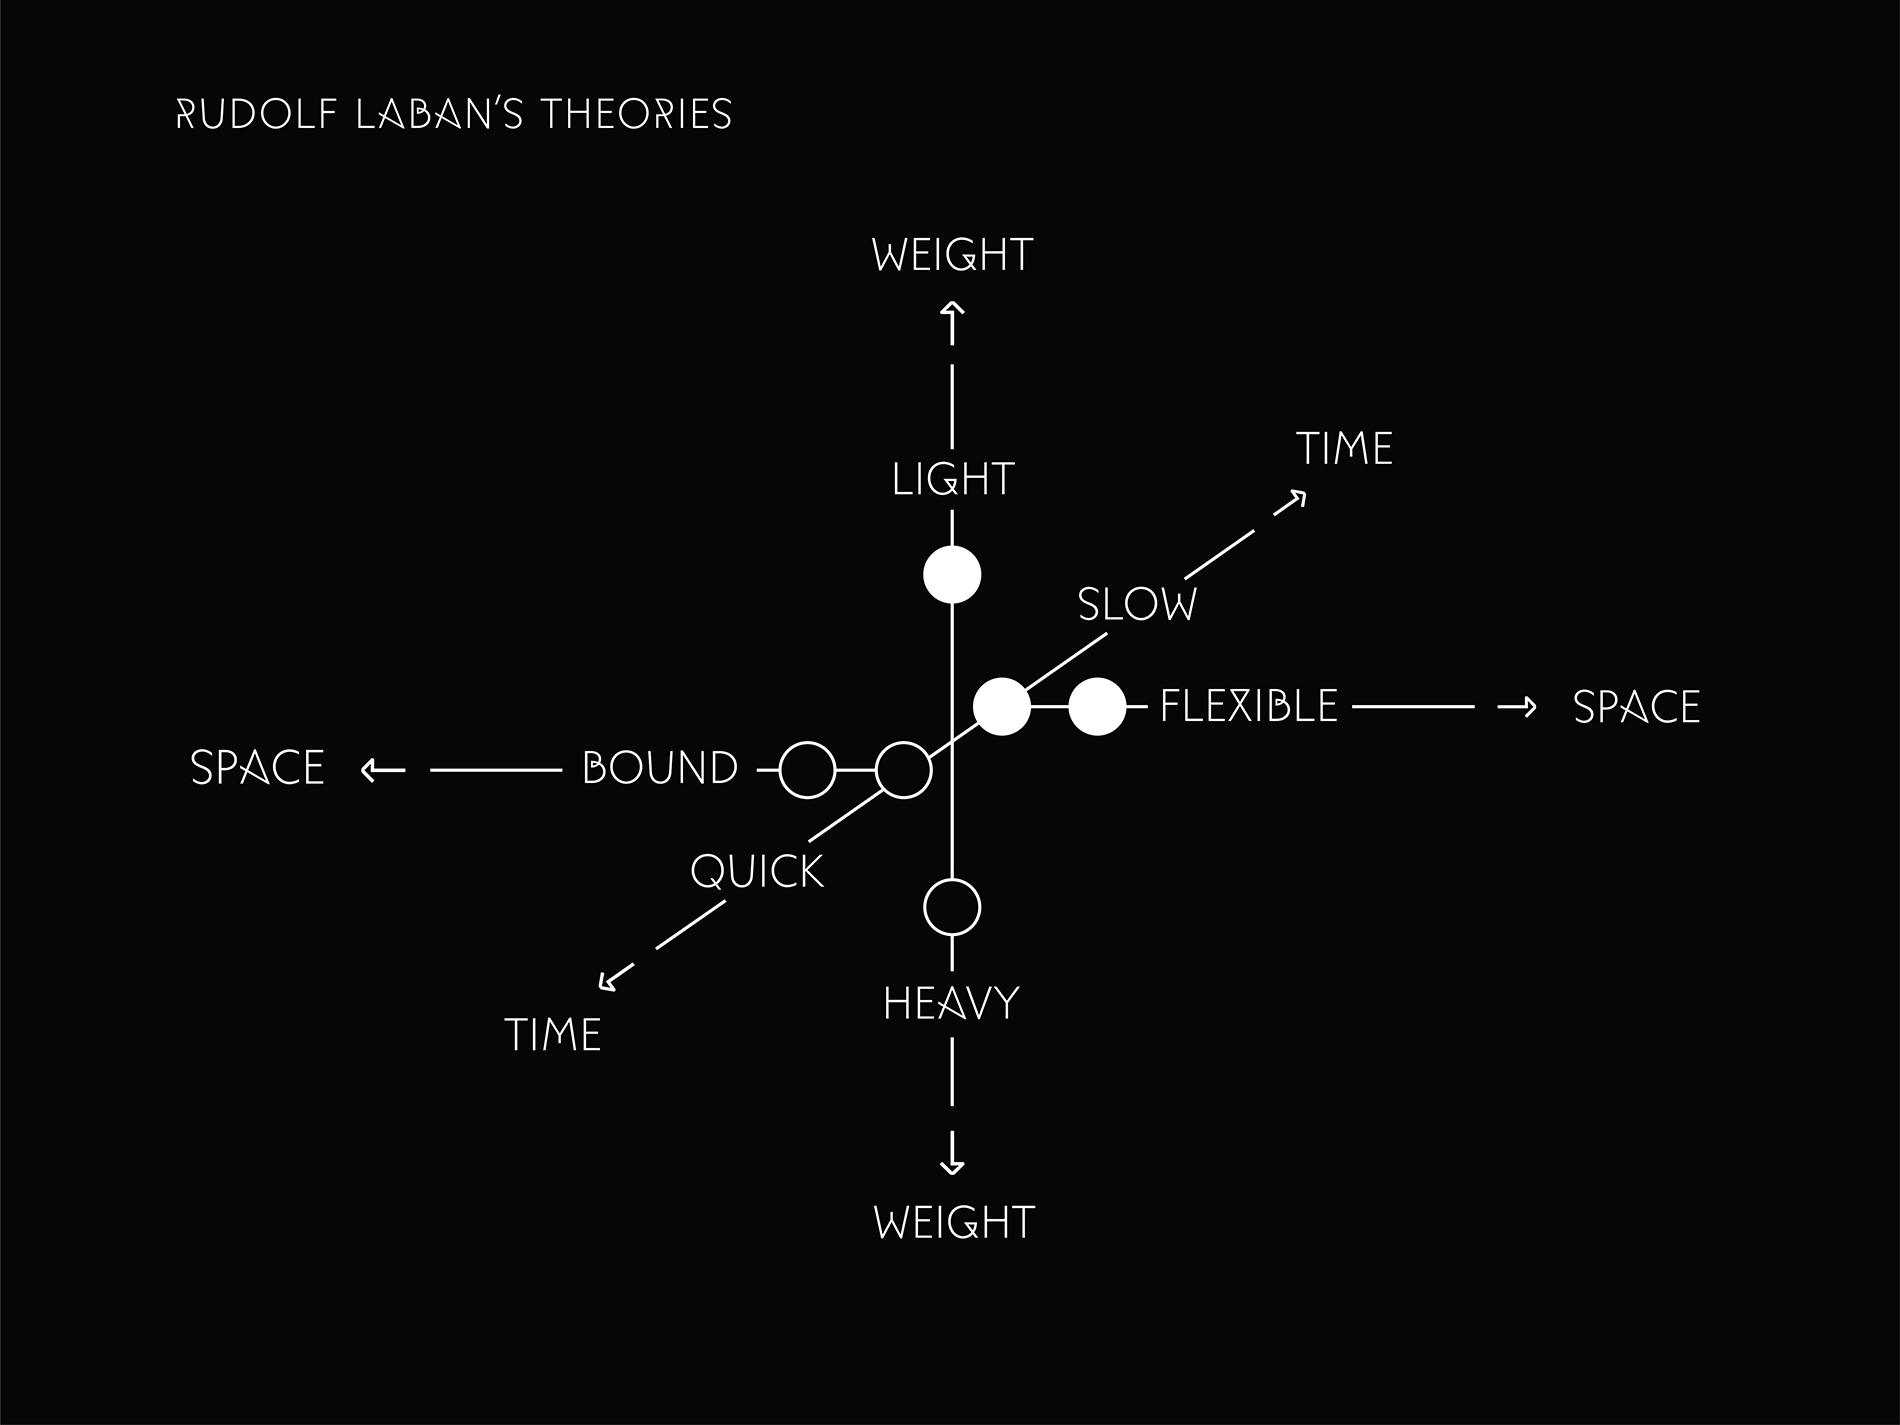 RUDOLF LABAN'S THEORIES
WEIGHT
TIME
LIGHT
SLOW
FLEXIBLE
SPACE
SPACE
BOUND
QUICK
HEAVY
TIME
WEIGHT